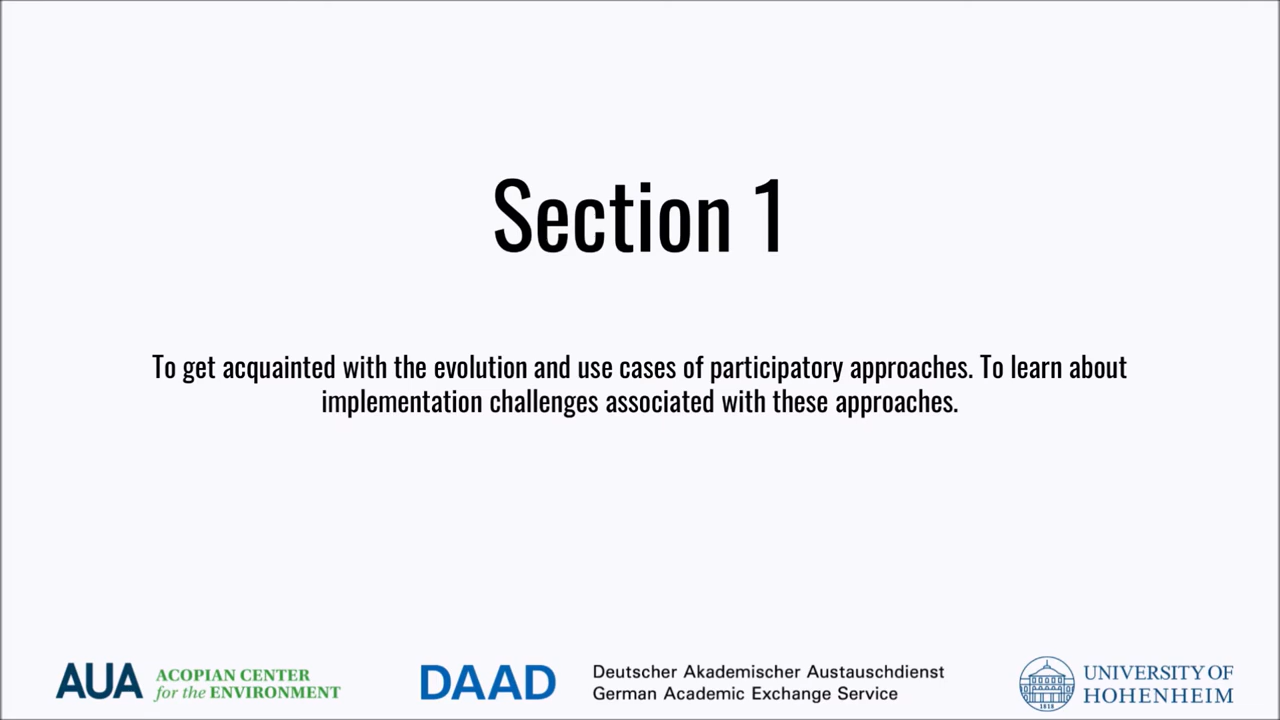 Section 1
To get acquainted with the evolution and use cases of participatory approaches. To learn about
implementation challenges associated with these approaches.
AUA ACOPIAN CENTER
for the ENVIRONMENT
DAAD Deutscher Akademischer Austauschdienst
German Academic Exchange Service
UNIVERSITY OF
HOHENHEIM
1818